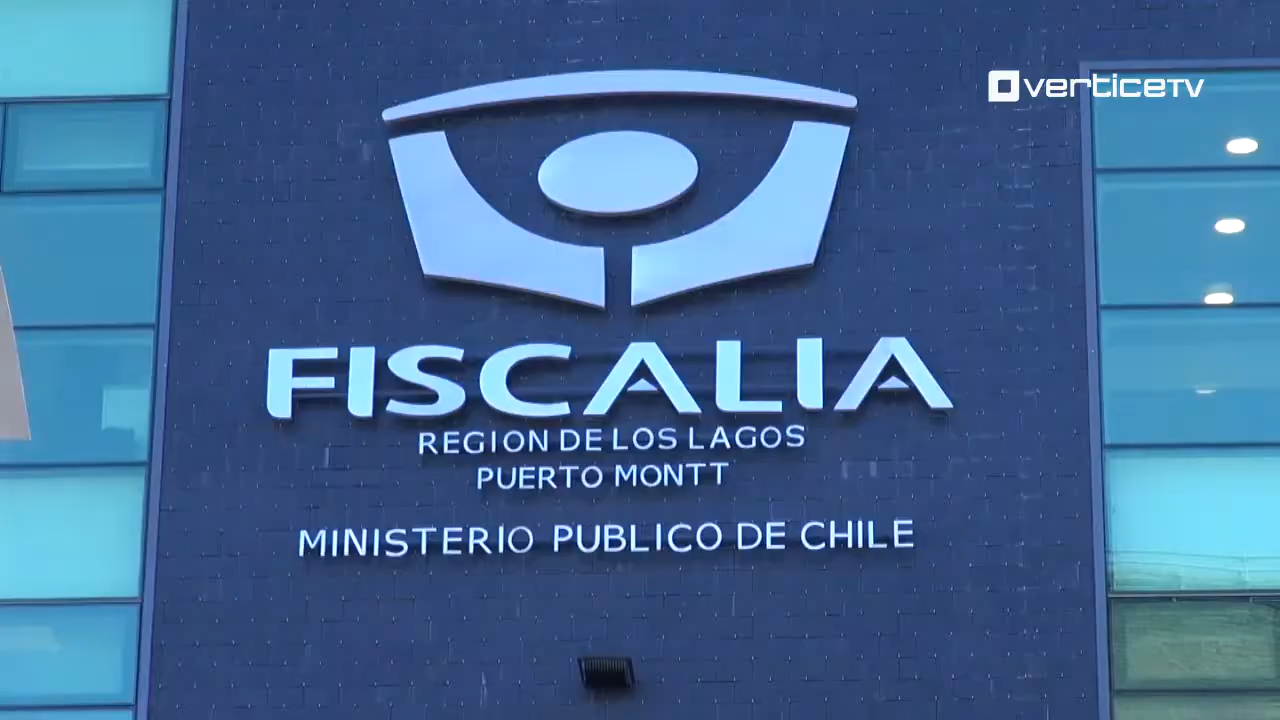 verticeTV
FISCALIA
REGION DE LOS LAGOS
PUERTO MONTT
MINISTERIO PUBLICO DE CHILE